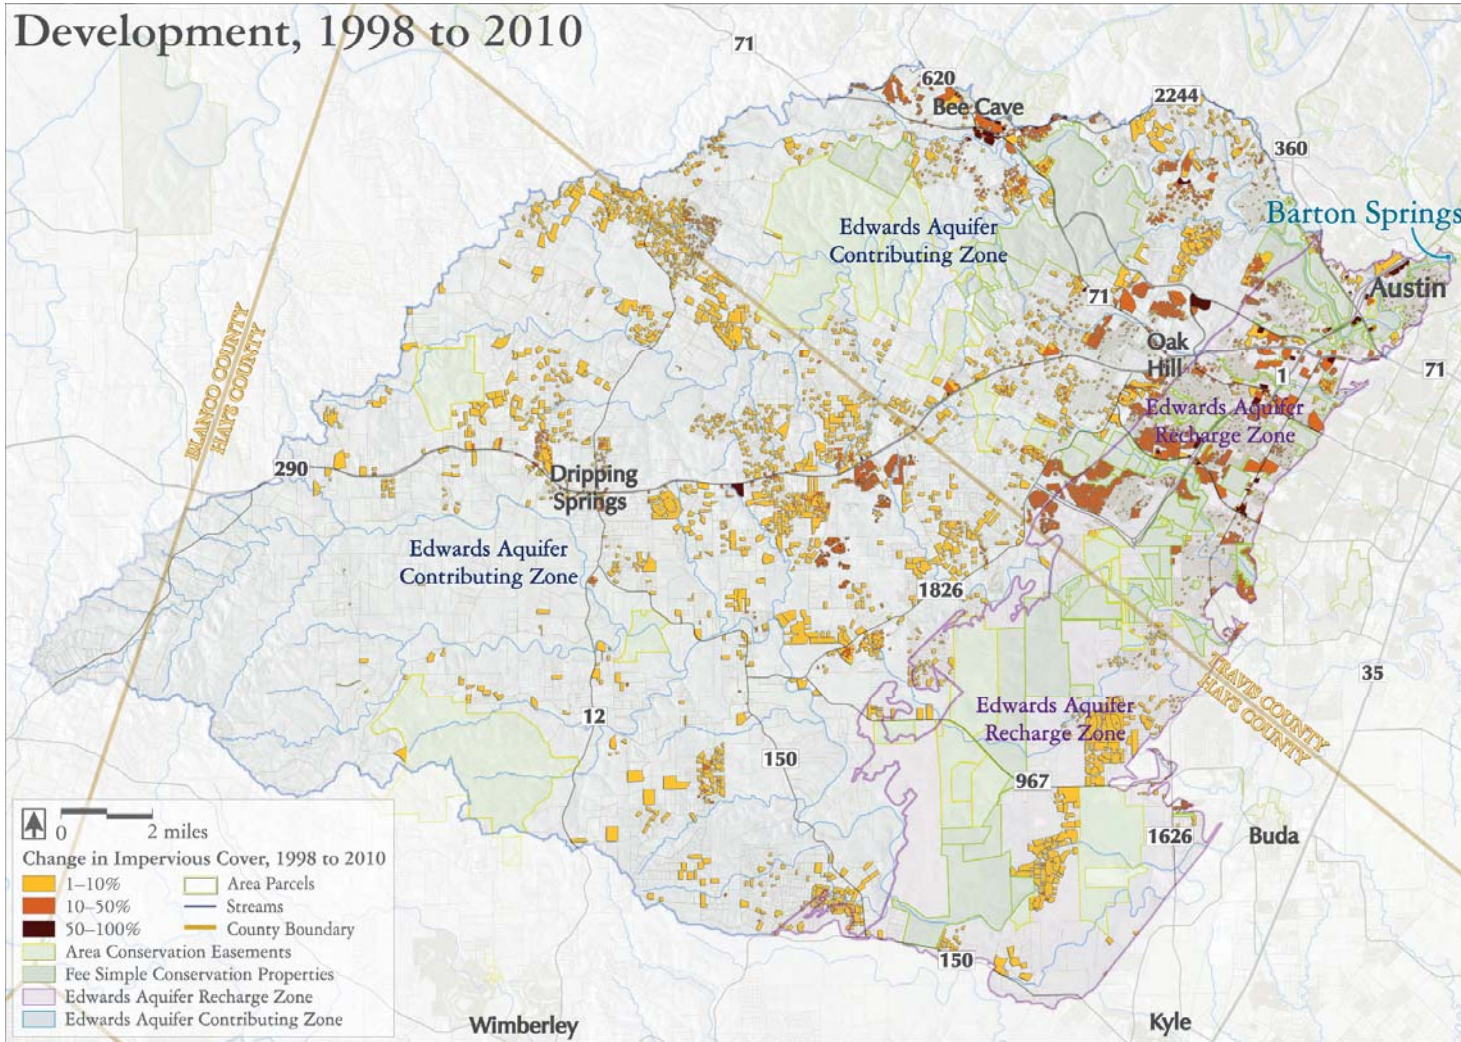 Development, 1998 to 2010
71
620
Bee Cave
2244
360
Barton Springs
Edwards Aquifer
Contributing Zone
Austin
71
Oak
Hill
1
71
BLANCO COUNTY
HAYS COUNTY
Edwards Aquifer
Recharge Zone
290
Dripping
Springs
Edwards Aquifer
Contributing Zone
1826
TRAVIS COUNTY
HAYS COUNTY
35
12
Edwards Aquifer
Recharge Zone
150
967
1626
Buda
150
Wimberley
Kyle
0 2 miles
Change in Impervious Cover, 1998 to 2010
1–10%
10–50%
50–100%
Area Parcels
Streams
County Boundary
Area Conservation Easements
Fee Simple Conservation Properties
Edwards Aquifer Recharge Zone
Edwards Aquifer Contributing Zone